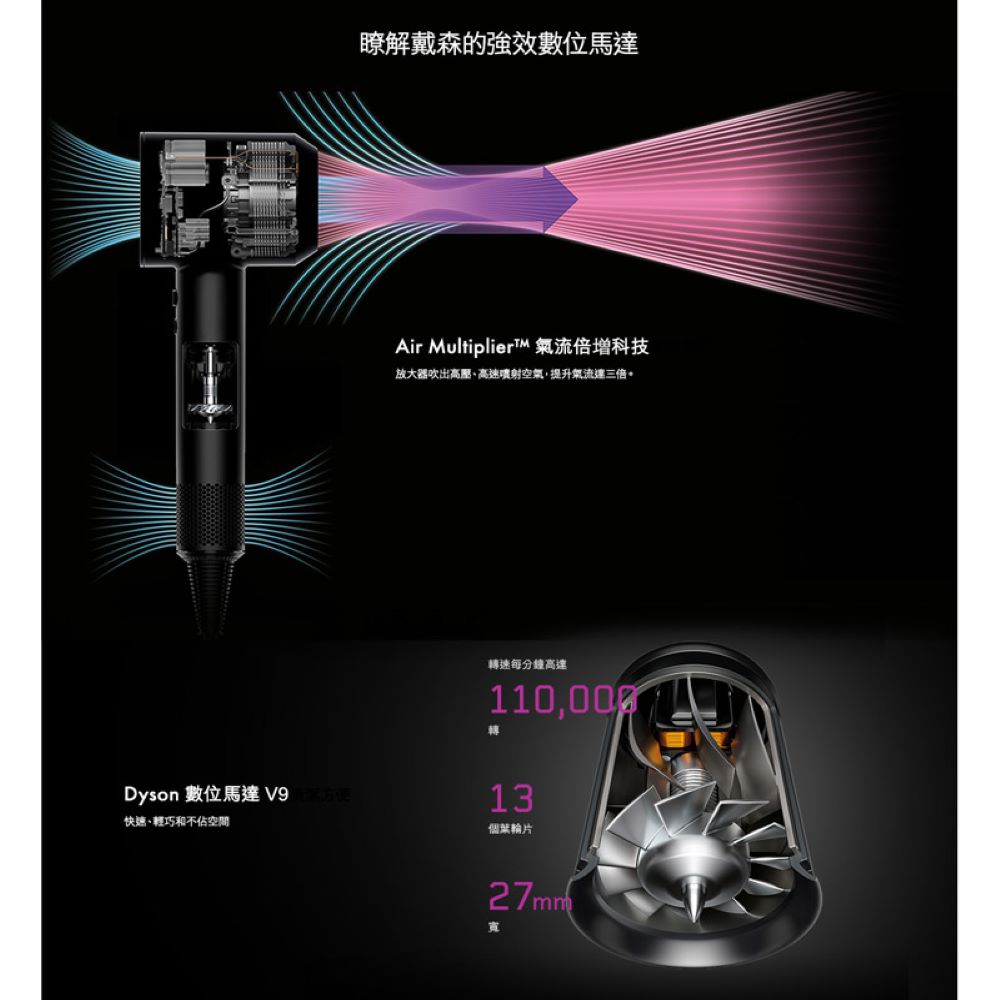 瞭解戴森的強效數位馬達
Air Multiplier™ 氣流倍增科技
放大器吹出高壓、高速噴射空氣，提升氣流達三倍。
轉速每分鐘高達
110,000
轉
Dyson 數位馬達 V9
快速、輕巧和不佔空間
13
個葉輪片
27mm
寬